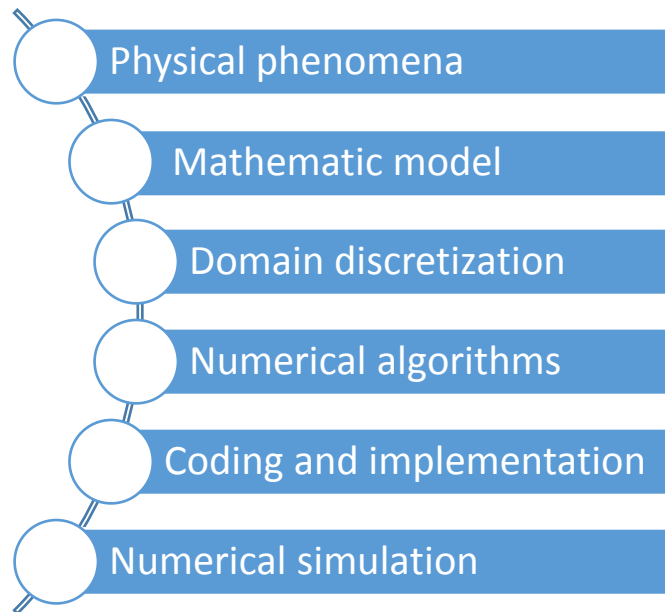 Physical phenomena
Mathematic model
Domain discretization
Numerical algorithms
Coding and implementation
Numerical simulation